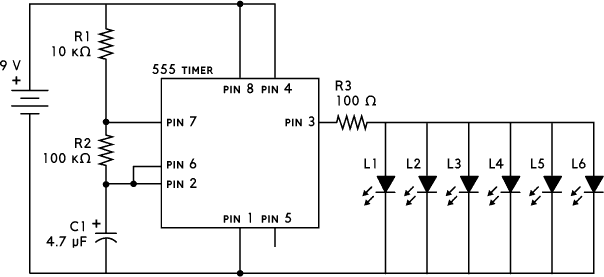 R1
10 KΩ
9 V
+
555 TIMER
PIN 8 PIN 4
R3
100 Ω
PIN 7
PIN 3
R2
100 KΩ
PIN 6
PIN 2
L1 L2 L3 L4 L5 L6
C1 +
4.7 µF
PIN 1 PIN 5